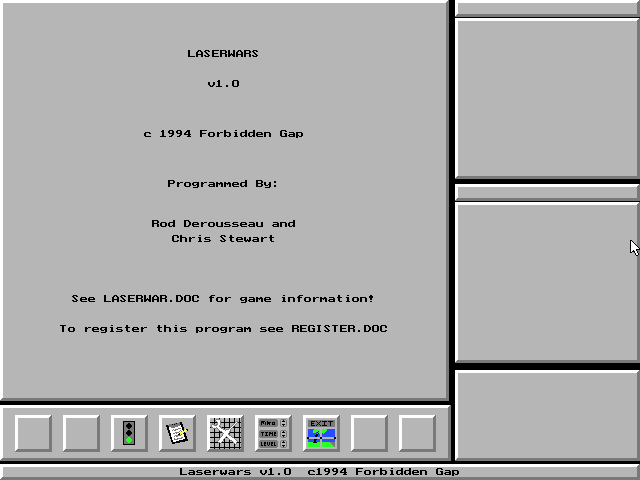 LASERWARS
v1.0
c 1994 Forbidden Gap
Programmed By:
Rod Derousseau and
Chris Stewart
See LASERWAR.DOC for game information!
To register this program see REGISTER.DOC
MPH0
TIME
LEVEL
EXIT
Laserwars v1.0 c1994 Forbidden Gap